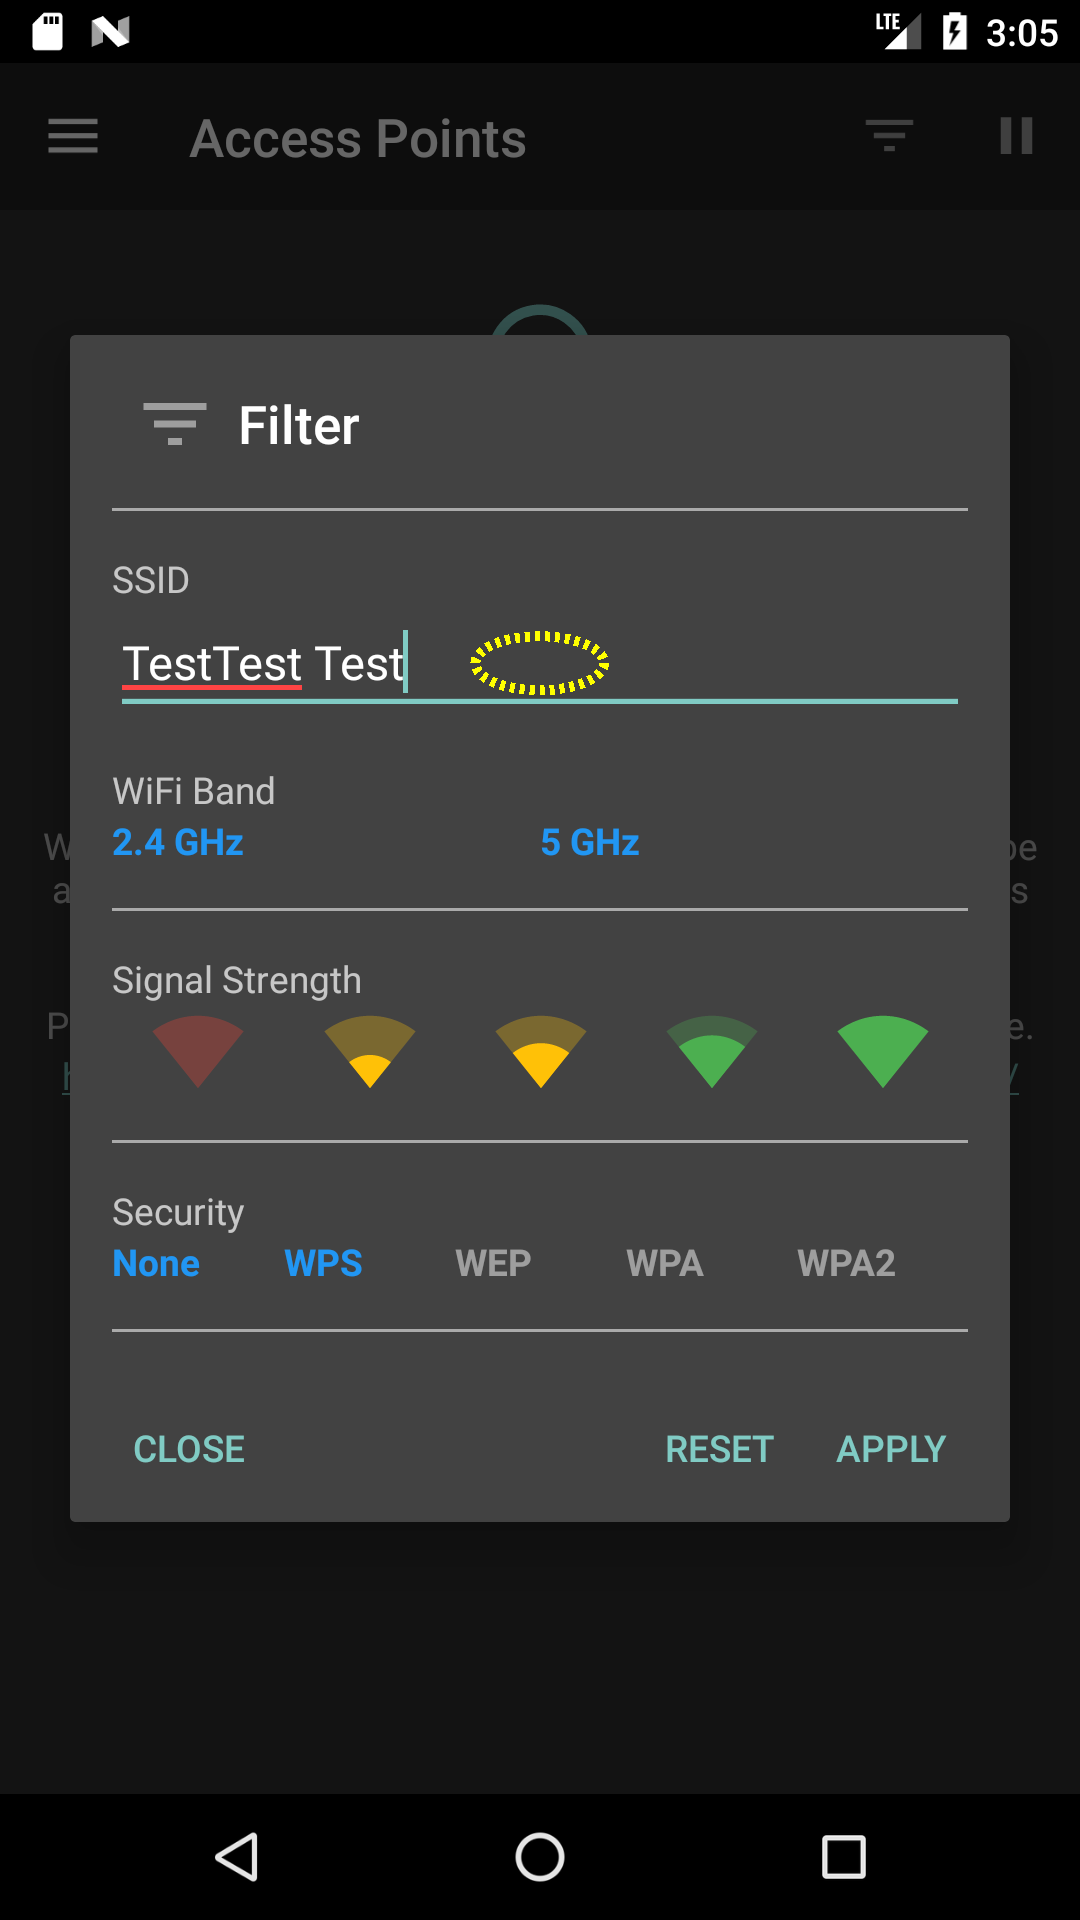 LTE 3:05
Access Points
Filter
SSID
TestTest Test
WiFi Band
2.4 GHz 5 GHz
Signal Strength
Security
None WPS WEP WPA WPA2
CLOSE RESET APPLY